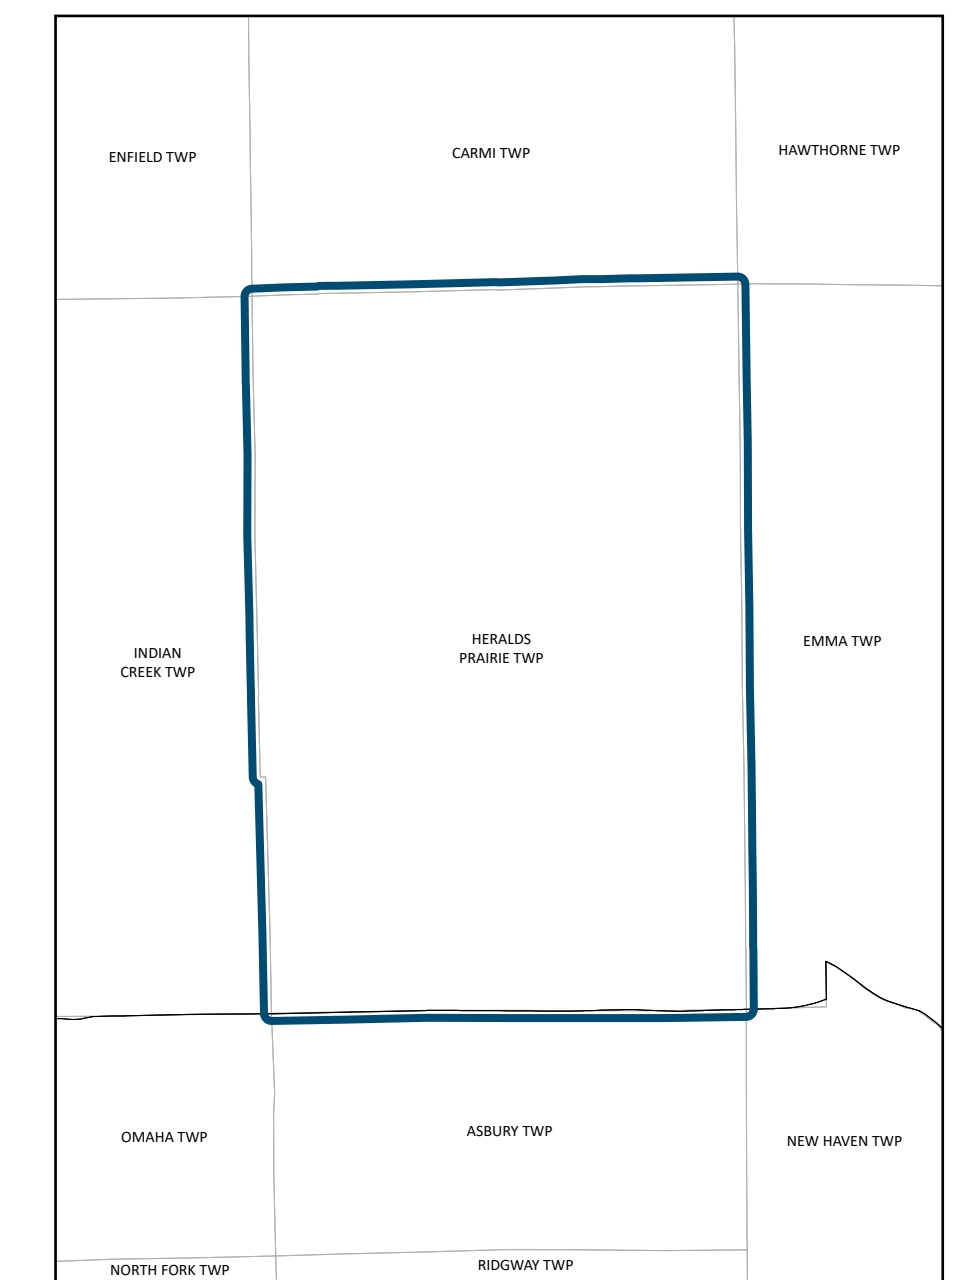 ENFIELD TWP
CARMI TWP
HAWTHORNE TWP
INDIAN
CREEK TWP
HERALDS
PRAIRIE TWP
EMMA TWP
OMAHA TWP
ASBURY TWP
NEW HAVEN TWP
NORTH FORK TWP
RIDGWAY TWP